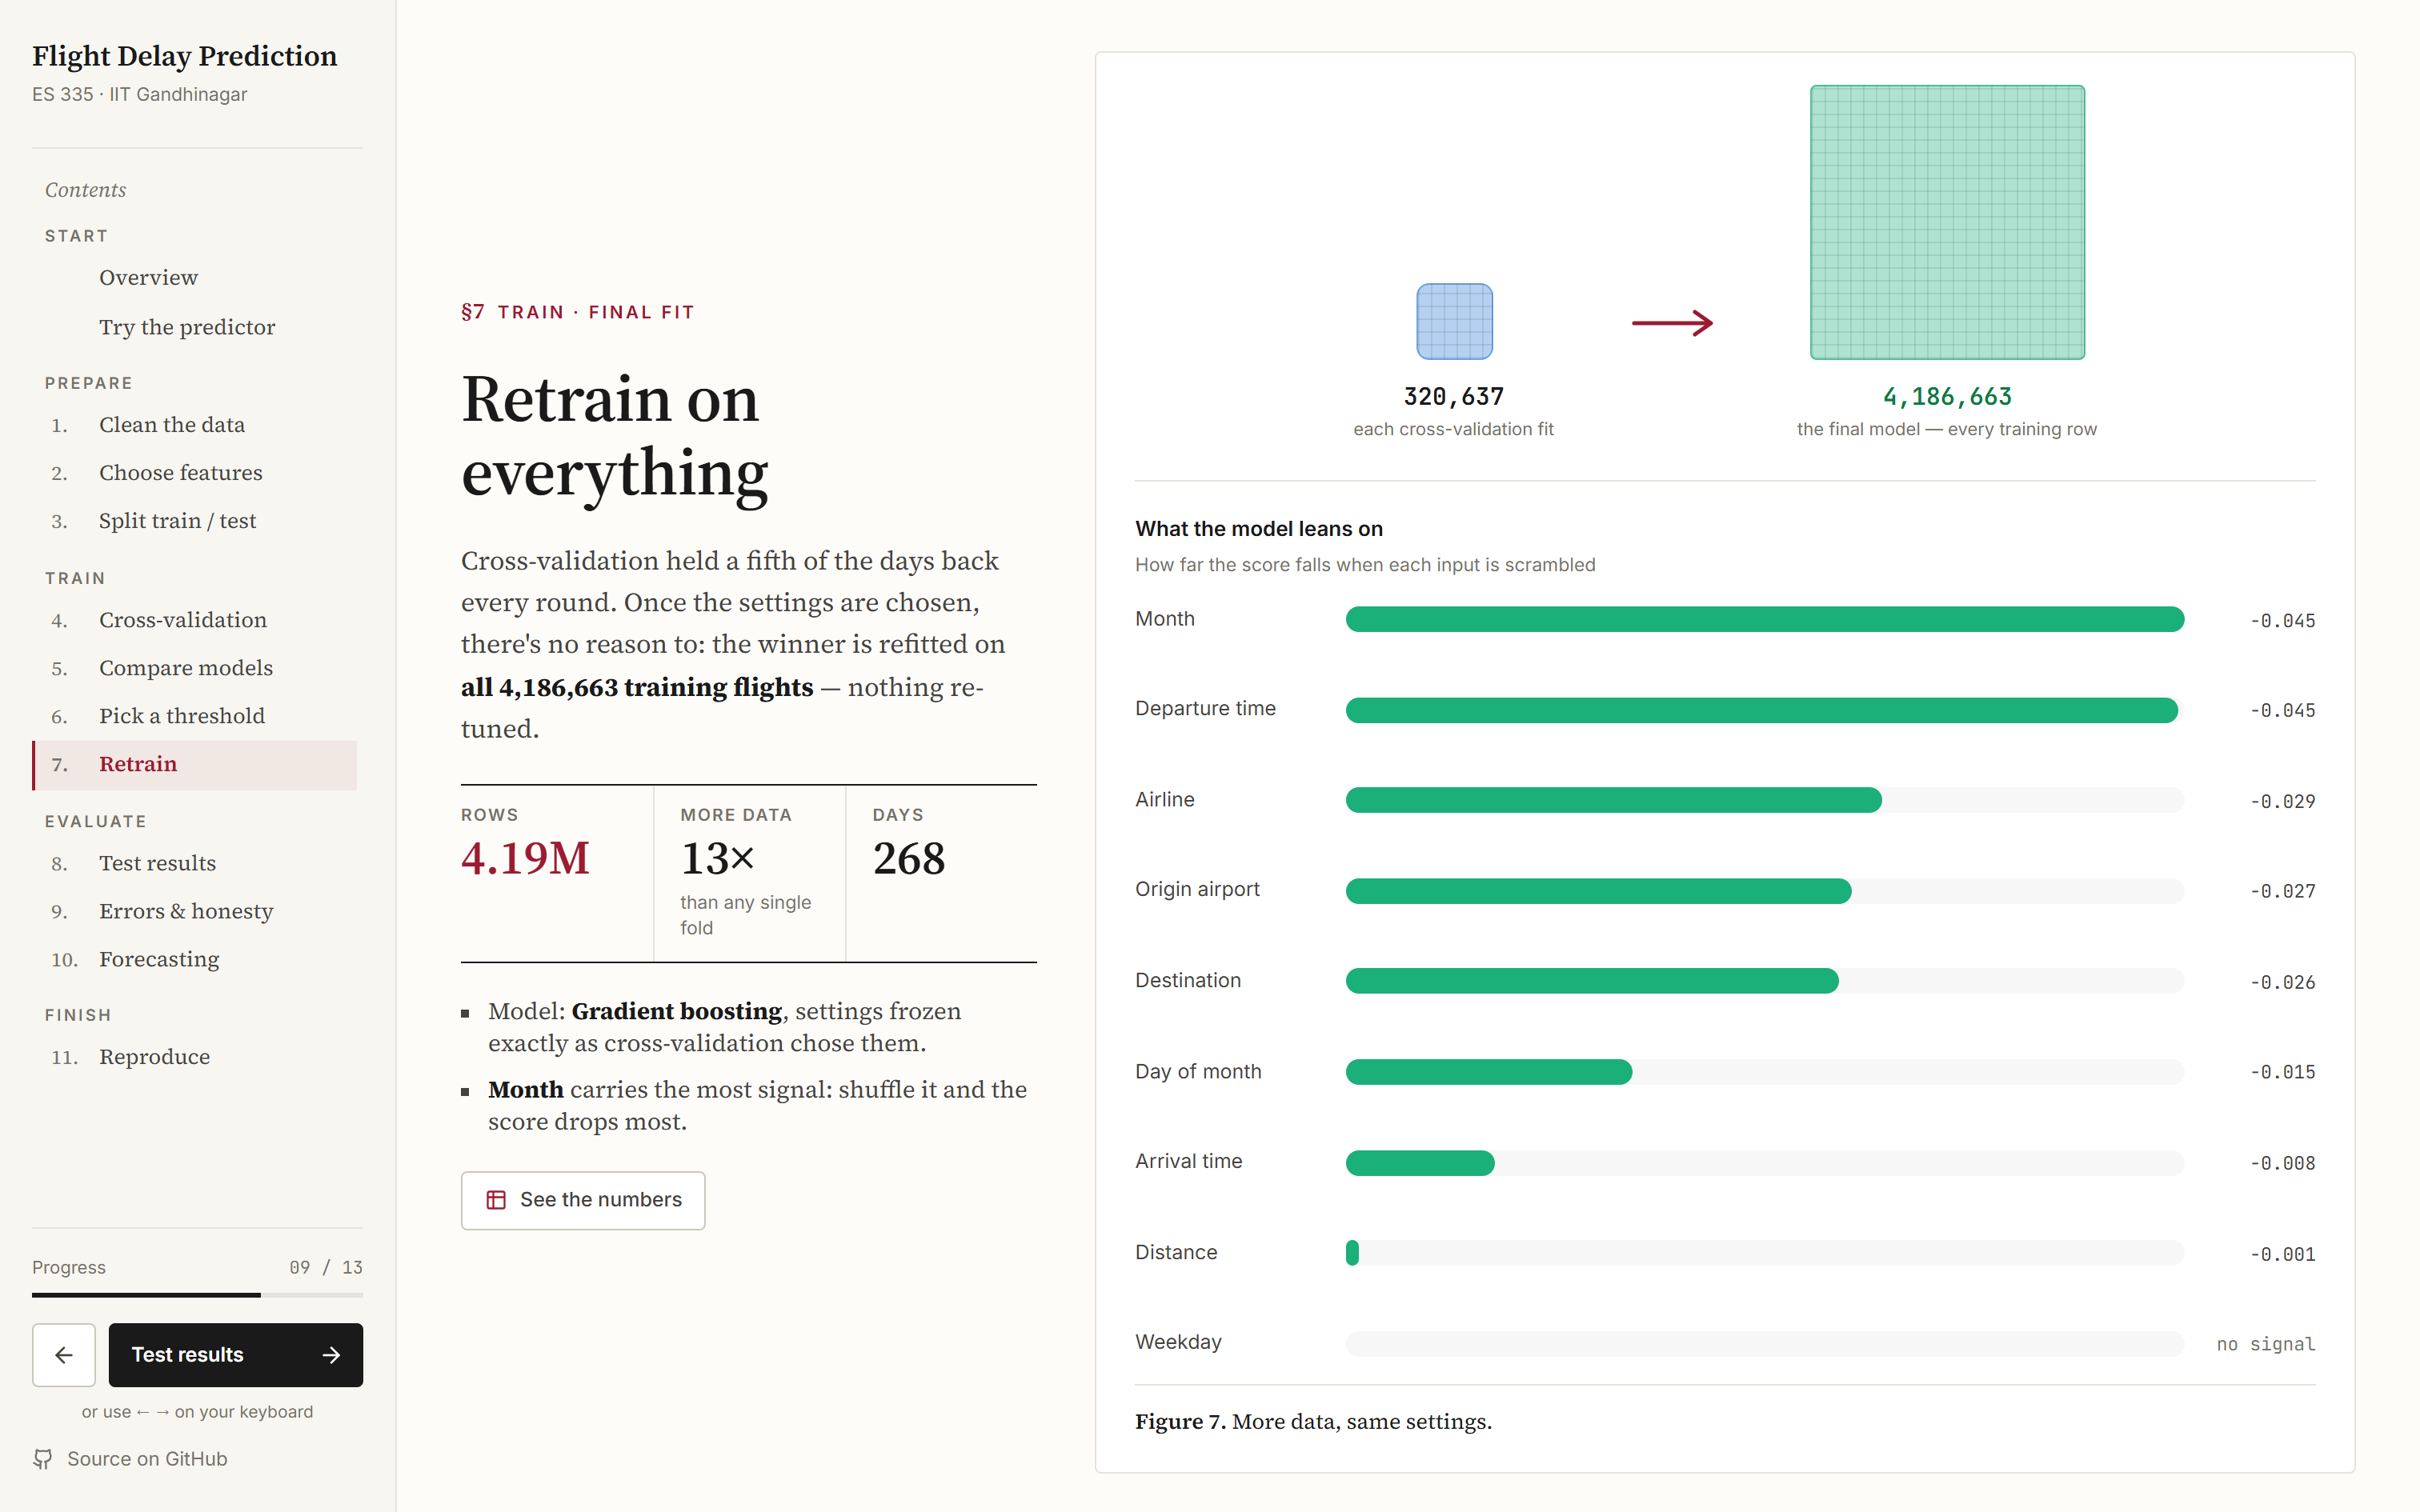 Flight Delay Prediction
ES 335 · IIT Gandhinagar
Contents
START
Overview
Try the predictor
PREPARE
1. Clean the data
2. Choose features
3. Split train / test
TRAIN
4. Cross-validation
5. Compare models
6. Pick a threshold
7. Retrain
EVALUATE
8. Test results
9. Errors & honesty
10. Forecasting
FINISH
11. Reproduce
Progress 09 / 13
← Test results →
or use ← → on your keyboard
Source on GitHub
§7 TRAIN · FINAL FIT
Retrain on
everything
Cross-validation held a fifth of the days back
every round. Once the settings are chosen,
there's no reason to: the winner is refitted on
all 4,186,663 training flights — nothing re-
tuned.
ROWS MORE DATA DAYS
4.19M 13× 268
than any single
fold
Model: Gradient boosting, settings frozen
exactly as cross-validation chose them.
Month carries the most signal: shuffle it and the
score drops most.
See the numbers
320,637 4,186,663
each cross-validation fit the final model — every training row
What the model leans on
How far the score falls when each input is scrambled
Month -0.045
Departure time -0.045
Airline -0.029
Origin airport -0.027
Destination -0.026
Day of month -0.015
Arrival time -0.008
Distance -0.001
Weekday no signal
Figure 7. More data, same settings.